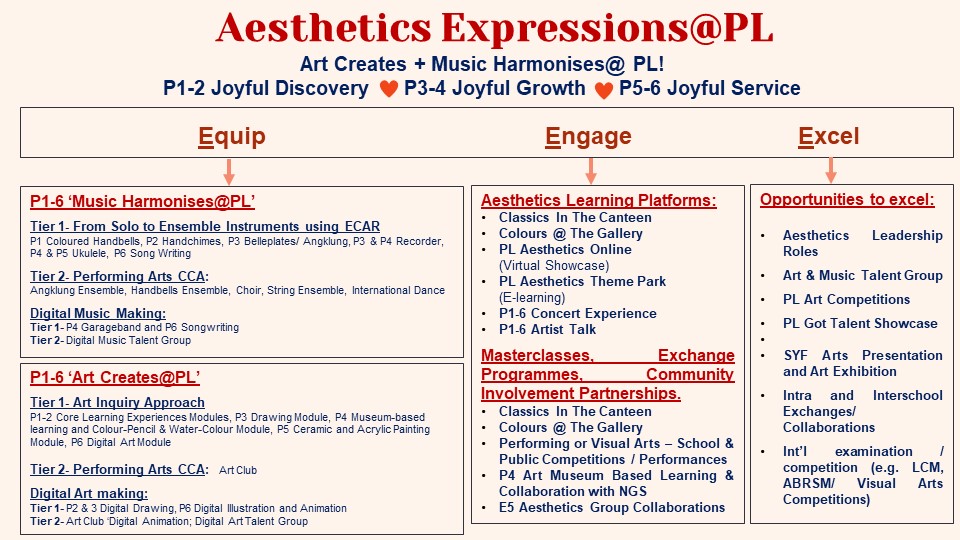 Aesthetics Expressions@PL
Art Creates + Music Harmonises@ PL!
P1-2 Joyful Discovery P3-4 Joyful Growth P5-6 Joyful Service
Equip
Engage
Excel
P1-6 ‘Music Harmonises@PL’
Tier 1- From Solo to Ensemble Instruments using ECAR
P1 Coloured Handbells, P2 Handchimes, P3 Belleplates/ Angklung, P3 & P4 Recorder,
P4 & P5 Ukulele, P6 Song Writing
Tier 2- Performing Arts CCA:
Angklung Ensemble, Handbells Ensemble, Choir, String Ensemble, International Dance
Digital Music Making:
Tier 1- P4 Garageband and P6 Songwriting
Tier 2- Digital Music Talent Group
P1-6 ‘Art Creates@PL’
Tier 1- Art Inquiry Approach
P1-2 Core Learning Experiences Modules, P3 Drawing Module, P4 Museum-based
learning and Colour-Pencil & Water-Colour Module, P5 Ceramic and Acrylic Painting
Module, P6 Digital Art Module
Tier 2- Performing Arts CCA: Art Club
Digital Art making:
Tier 1- P2 & 3 Digital Drawing, P6 Digital Illustration and Animation
Tier 2- Art Club ‘Digital Animation; Digital Art Talent Group
Aesthetics Learning Platforms:
• Classics In The Canteen
• Colours @ The Gallery
• PL Aesthetics Online
(Virtual Showcase)
• PL Aesthetics Theme Park
(E-learning)
• P1-6 Concert Experience
• P1-6 Artist Talk
Masterclasses, Exchange
Programmes, Community
Involvement Partnerships.
• Classics In The Canteen
• Colours @ The Gallery
• Performing or Visual Arts – School &
Public Competitions / Performances
• P4 Art Museum Based Learning &
Collaboration with NGS
• E5 Aesthetics Group Collaborations
Opportunities to excel:
• Aesthetics Leadership
Roles
• Art & Music Talent Group
• PL Art Competitions
• PL Got Talent Showcase
•
• SYF Arts Presentation
and Art Exhibition
• Intra and Interschool
Exchanges/
Collaborations
• Int’l examination /
competition (e.g. LCM,
ABRSM/ Visual Arts
Competitions)